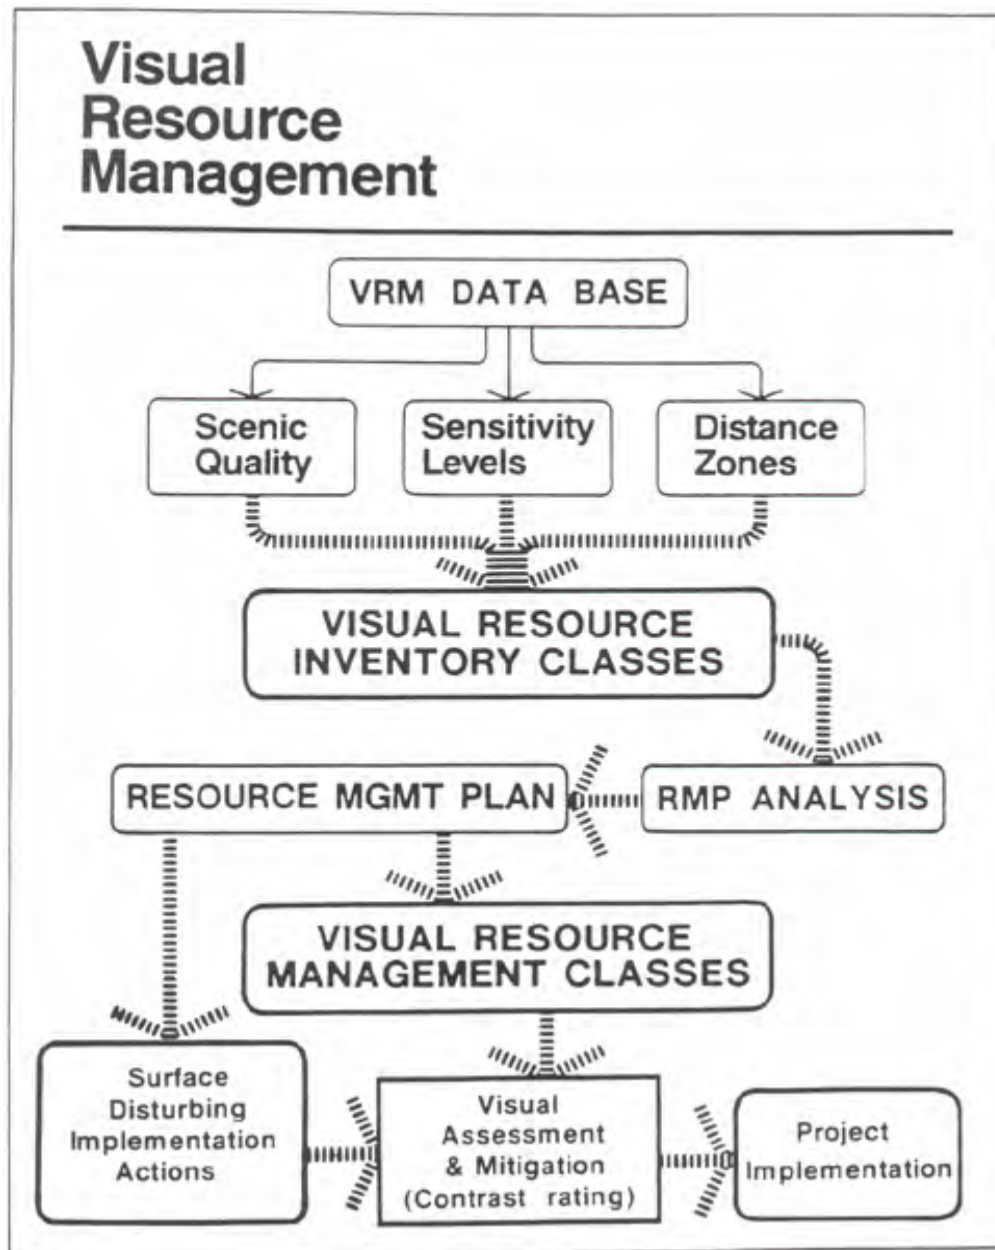 Visual
Resource
Management
VRM DATA BASE
Scenic
Quality
Sensitivity
Levels
Distance
Zones
VISUAL RESOURCE
INVENTORY CLASSES
RESOURCE MGMT PLAN
RMP ANALYSIS
VISUAL RESOURCE
MANAGEMENT CLASSES
Surface
Disturbing
Implementation
Actions
Visual
Assessment
& Mitigation
(Contrast rating)
Project
Implementation